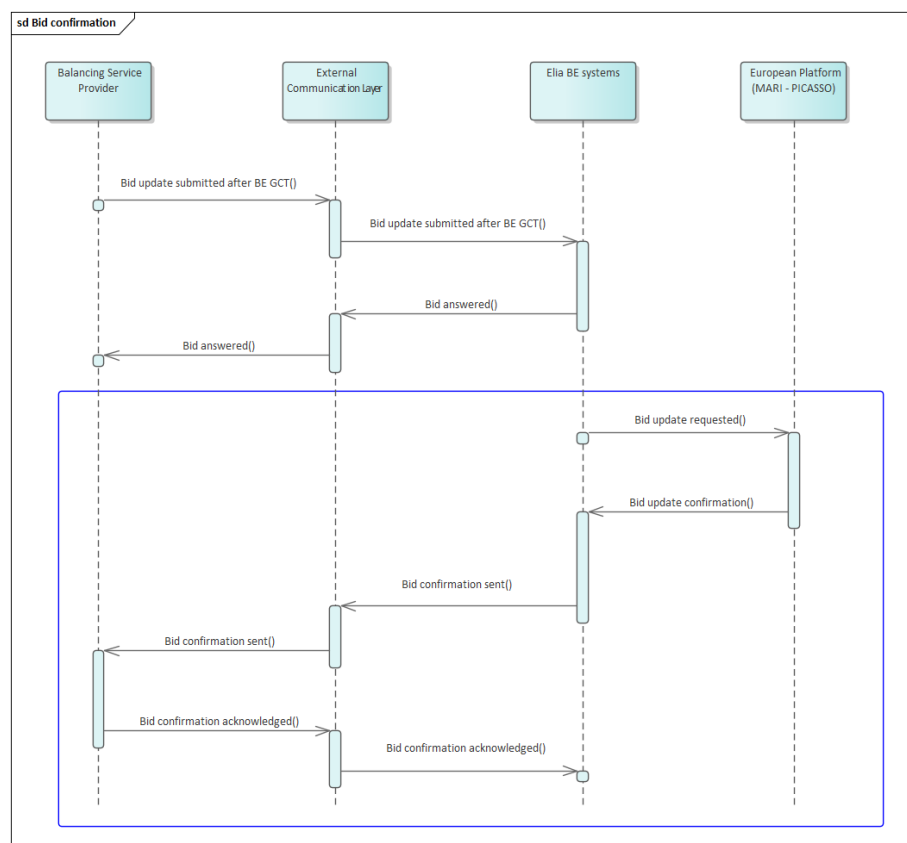 sd Bid confirmation
Balancing Service
Provider
External
Communication Layer
Elia BE systems
European Platform
(MARI - PICASSO)
Bid update submitted after BE GCT()
Bid update submitted after BE GCT()
Bid answered()
Bid answered()
Bid update requested()
Bid update confirmation()
Bid confirmation sent()
Bid confirmation sent()
Bid confirmation acknowledged()
Bid confirmation acknowledged()